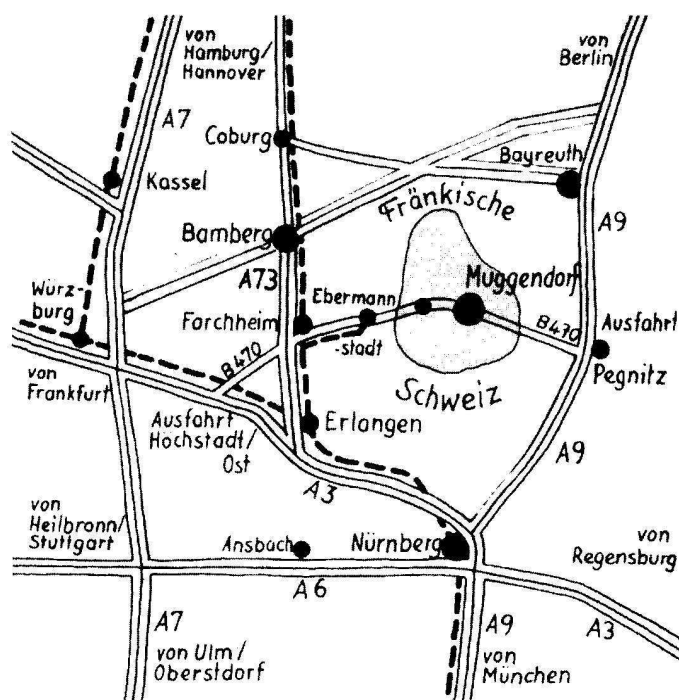 von
Hamburg/
Hannover
von
Berlin
A7
Coburg
Bayreuth
Kassel
Fränkische
A9
Bamberg
A73
Würz-
burg
Ebermann
-stadt
Muggendorf
Forchheim
B470
B470
Ausfahrt
Pegnitz
von
Frankfurt
Schweiz
Ausfahrt
Höchstadt/
Ost
Erlangen
A9
A3
von
Heilbronn/
Stuttgart
Ansbach
Nürnberg
von
Regensburg
A6
A7
A9
A3
von Ulm/
Oberstdorf
von
München